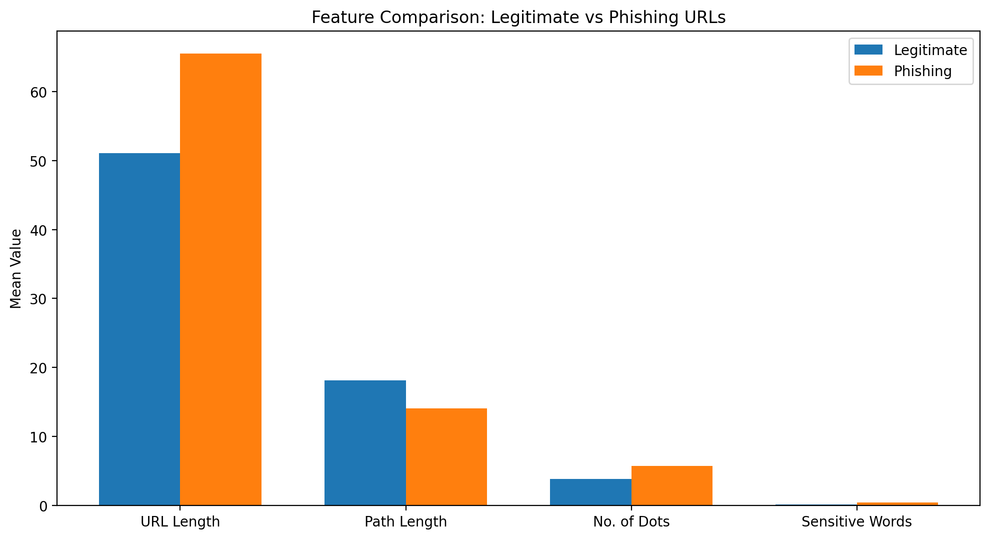 Feature Comparison: Legitimate vs Phishing URLs
Legitimate
Phishing
Mean Value
60
50
40
30
20
10
0
URL Length
Path Length
No. of Dots
Sensitive Words